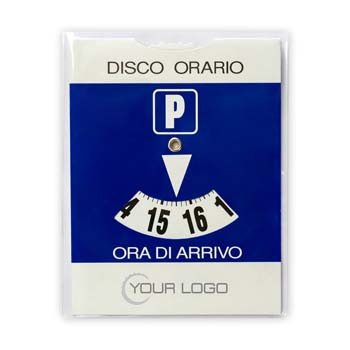 DISCO ORARIO
P
4 15 16 1
ORA DI ARRIVO
YOUR LOGO